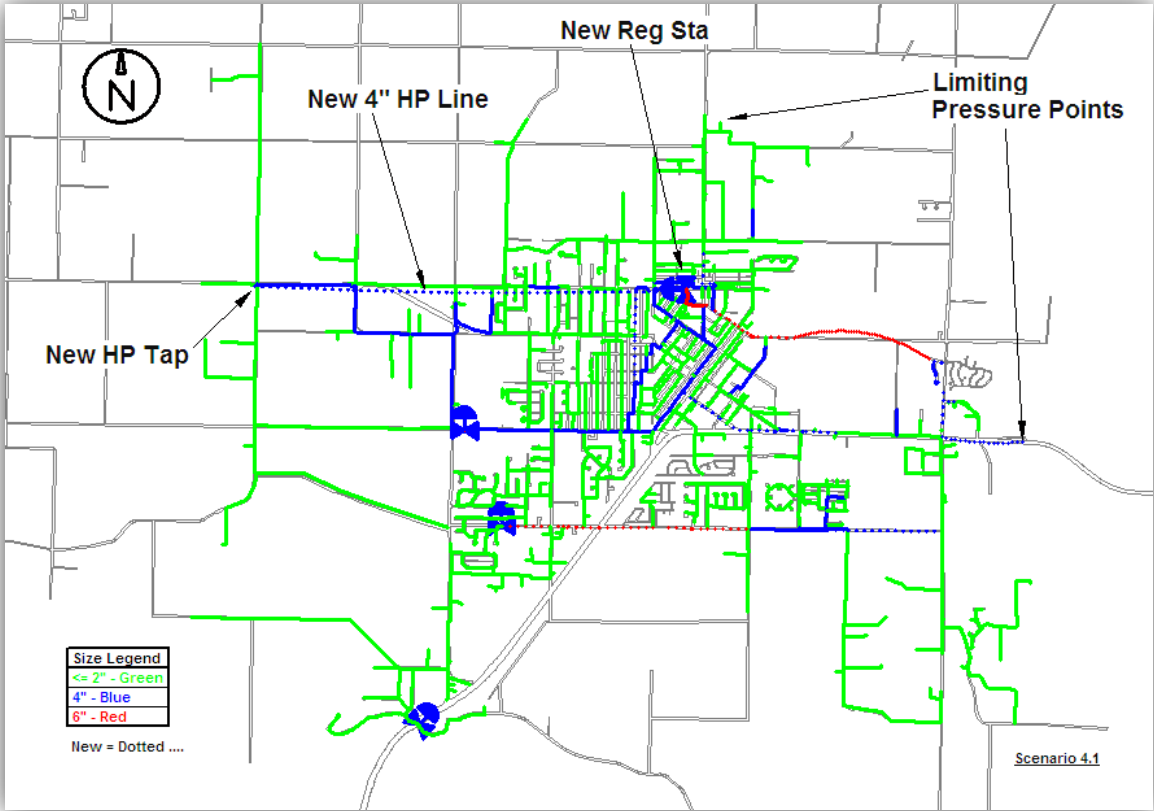 New Reg Sta
N
New 4" HP Line
Limiting
Pressure Points
New HP Tap
Size Legend
<= 2" - Green
4" - Blue
6" - Red
New = Dotted ....
Scenario 4.1